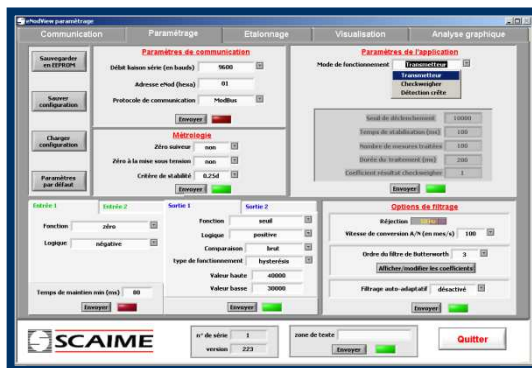 eNodView paramétrage
Communication
Paramétrage
Etalonnage
Visualisation
Analyse graphique
Sauvegarder
en EEPROM
Sauver
configuration
Charger
configuration
Paramètres
par défaut
Paramètres de communication
Débit liaison série (en bauds) 9600
Adresse eNod (hexa) 01
Protocole de communication ModBus
Envoyer
Métrologie
Zéro suiveur non
Zéro à la mise sous tension non
Critère de stabilité 0.25d
Envoyer
Paramètres de l'application
Mode de fonctionnement Transmetteur
Transmetteur
Checkweigher
Détection crête
Seuil de déclenchement 10000
Temps de stabilisation (ms) 100
Nombre de mesures traitées 100
Durée du traitement (ms) 200
Coefficient résultat checkweigher 1
Envoyer
Entrée 1 Entrée 2
Fonction zéro
Logique négative
Temps de maintien min (ms) 80
Envoyer
Sortie 1 Sortie 2
Fonction seuil
Logique positive
Comparaison brut
type de fonctionnement hystérésis
Valeur haute 40000
Valeur basse 30000
Envoyer
Options de filtrage
Réjection
Vitesse de conversion A/N (en mes/s) 100
Ordre du filtre de Butterworth 3
Afficher/modifier les coefficients
Filtrage auto-adaptatif désactivé
Envoyer
SCAIME
n° de série 1
version 223
zone de texte
Envoyer
Quitter